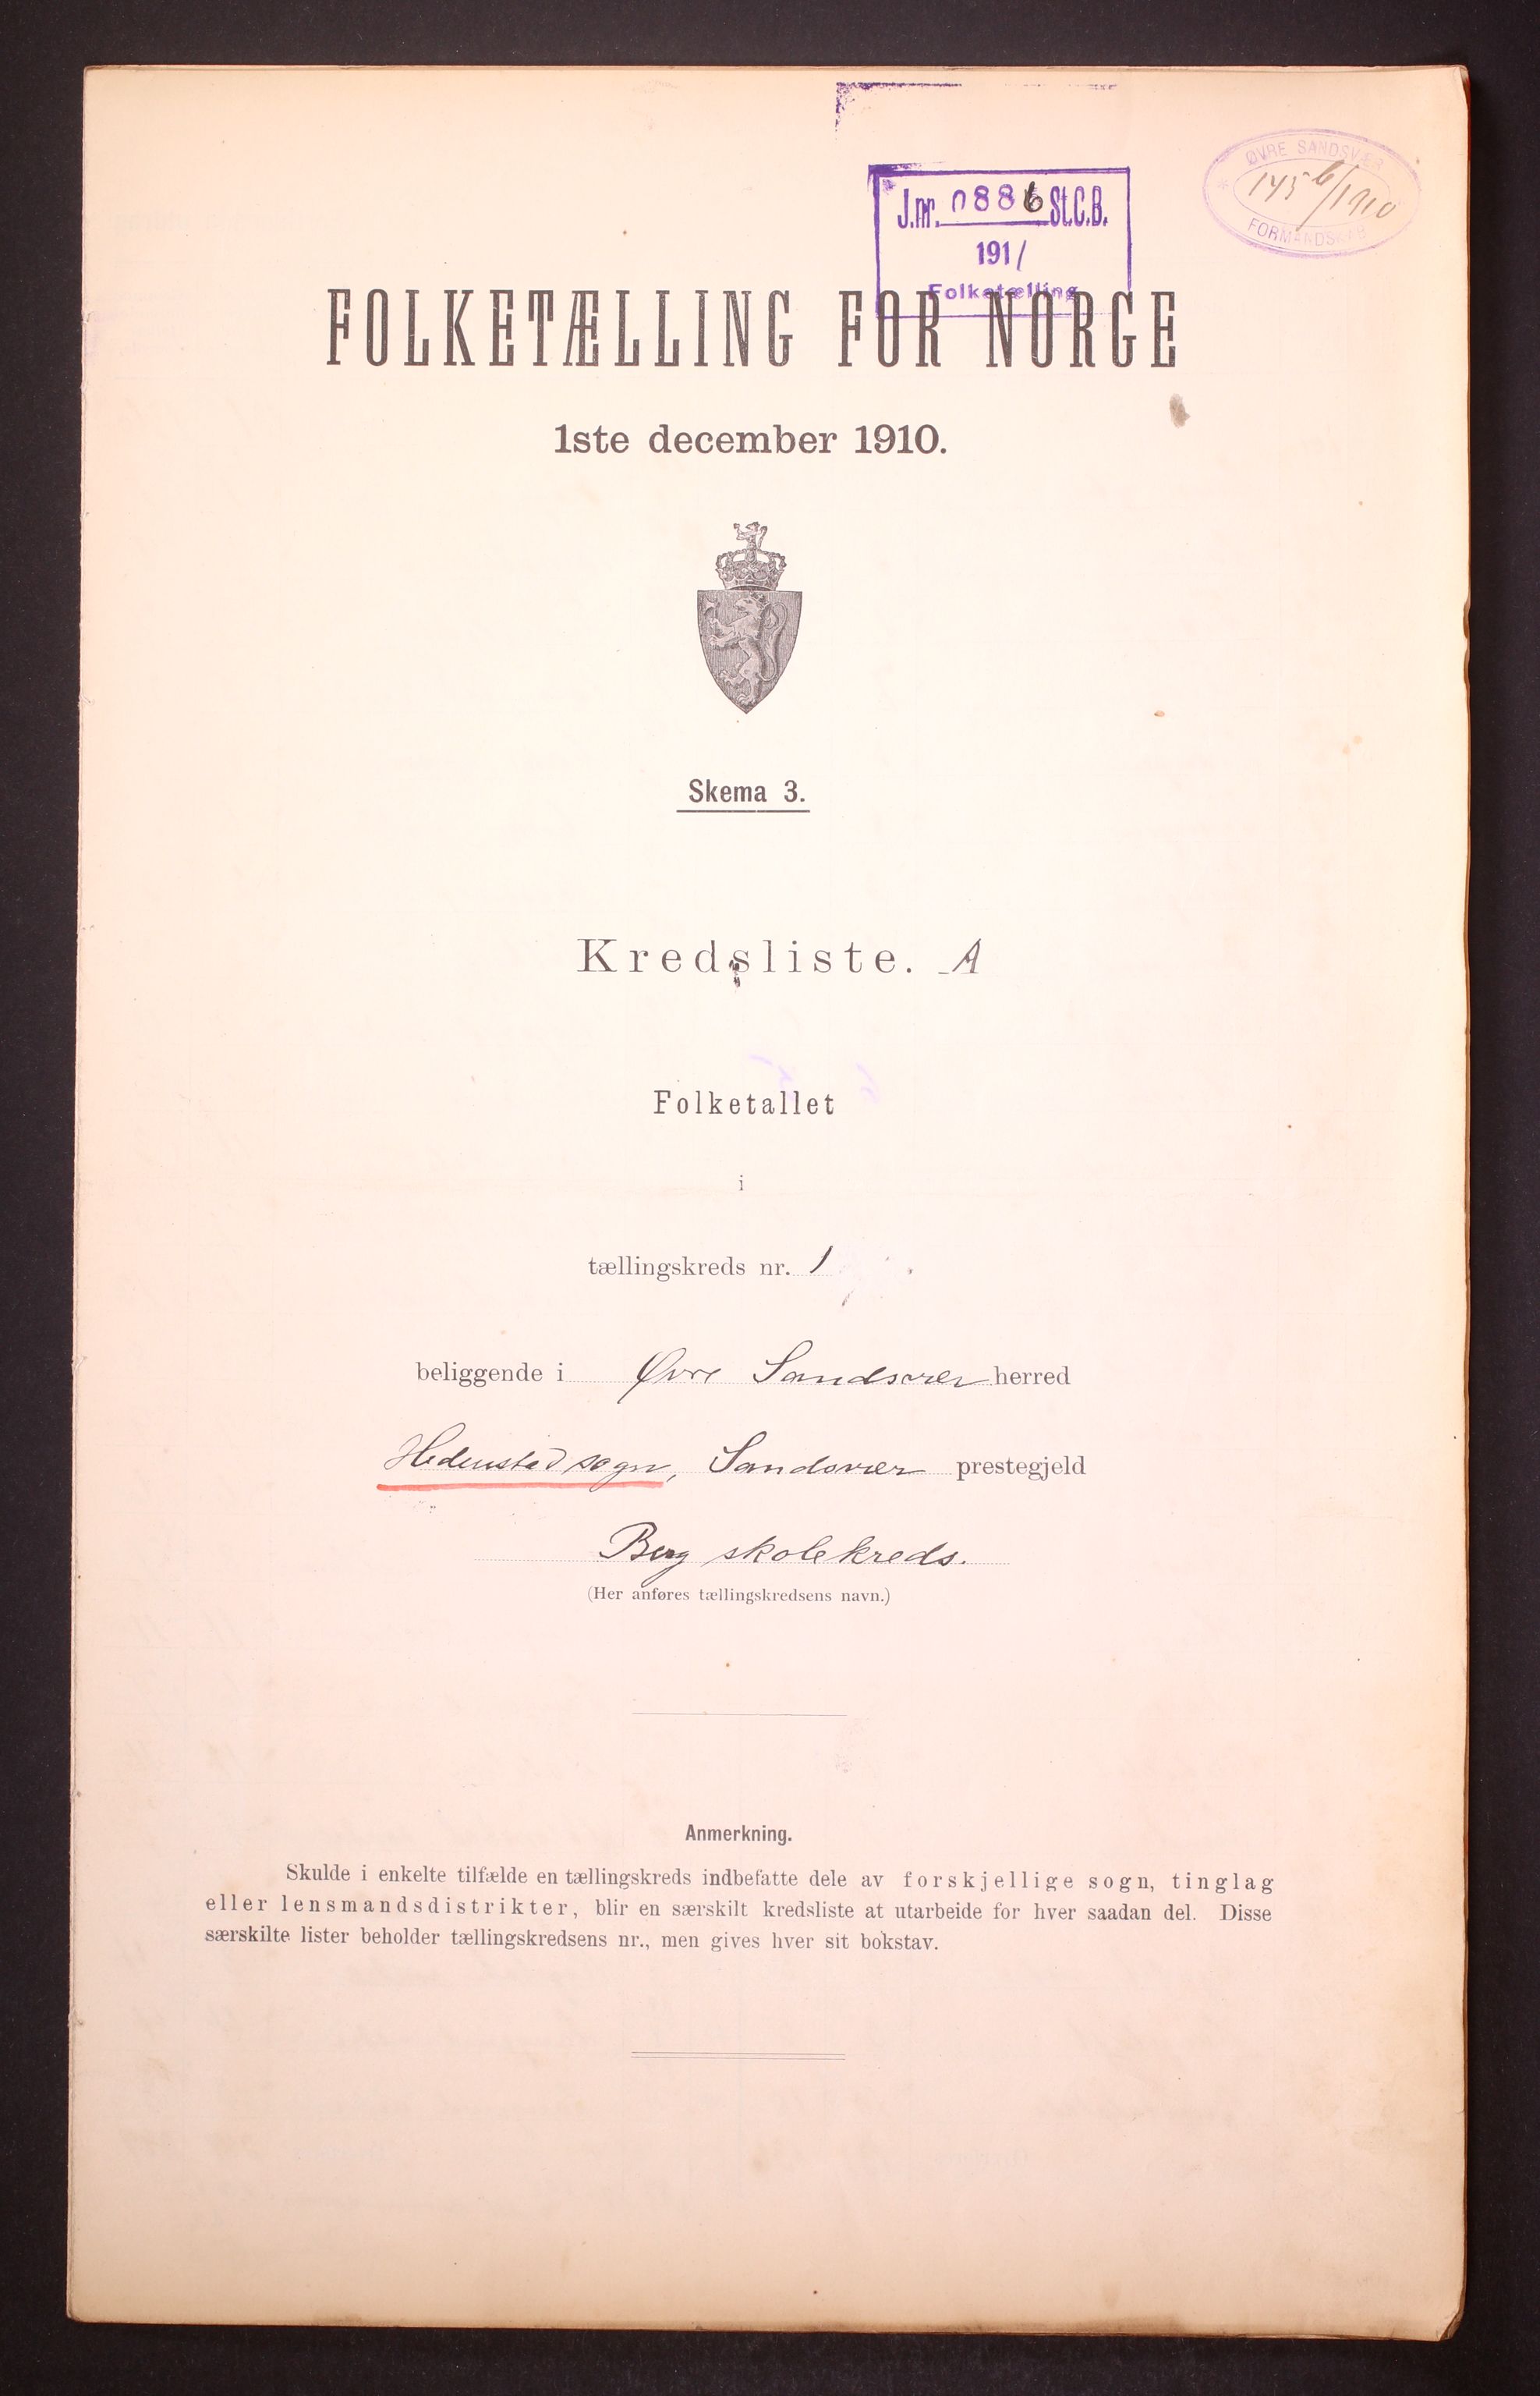 ØVRE SANDSVÆR
145 6/1910
FORMANDSKAB
J.nr. 0886 St.C.B.
1911
Folketælling
FOLKETÆLLING FOR NORGE
1ste december 1910.
Skema 3.
Kredsliste. A
Folketallet
i
tællingskreds nr. 1
beliggende i Øvre Sandsvær herred
Hedenstad sogn, Sandsvær prestegjeld
Berg skolekreds.
(Her anføres tællingskredsens navn.)
Anmerkning.
Skulde i enkelte tilfælde en tællingskreds indbefatte dele av forskjellige sogn, tinglag
eller lensmandsdistrikter, blir en særskilt kredsliste at utarbeide for hver saadan del. Disse
særskilte lister beholder tællingskredsens nr., men gives hver sit bokstav.